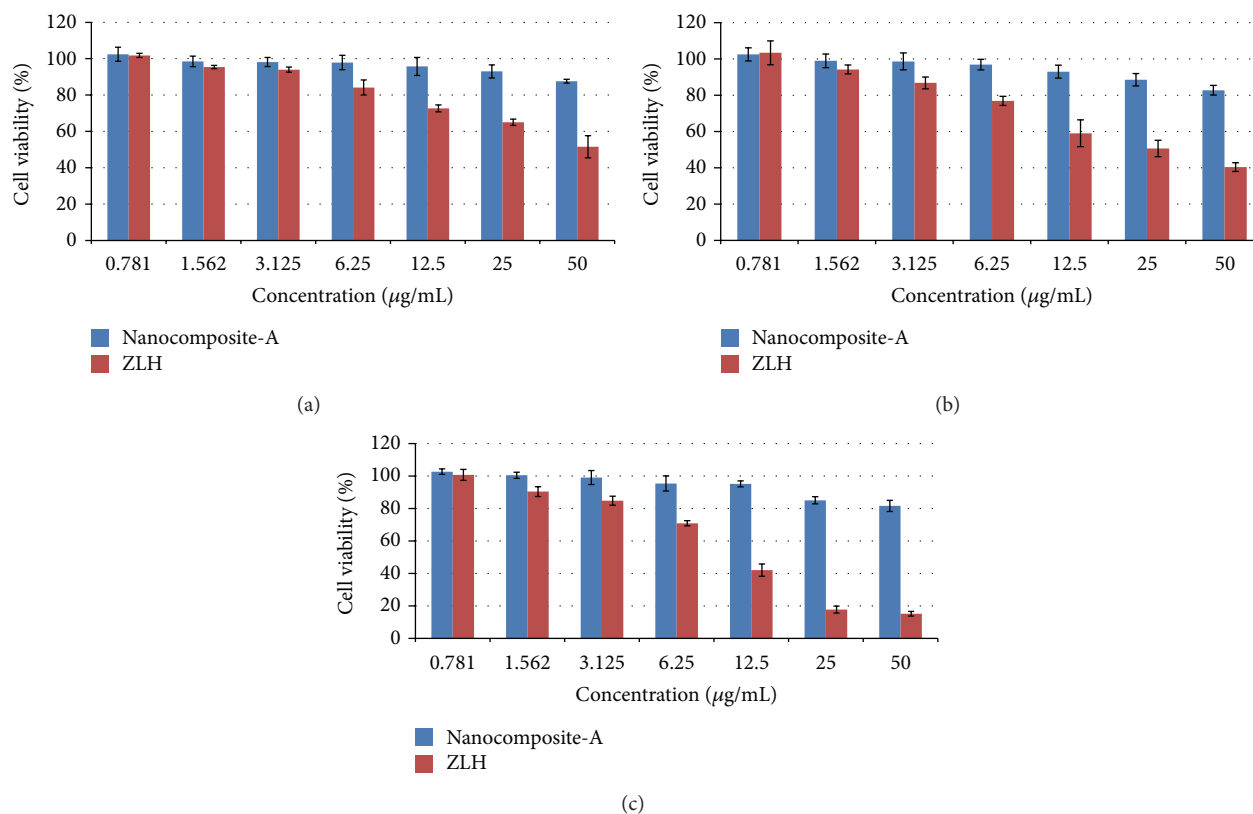 120
100
80
60
40
20
0
Cell viability (%)
0.781 1.562 3.125 6.25 12.5 25 50
Concentration (μg/mL)
Nanocomposite-A
ZLH
(a)
120
100
80
60
40
20
0
Cell viability (%)
0.781 1.562 3.125 6.25 12.5 25 50
Concentration (μg/mL)
Nanocomposite-A
ZLH
(b)
120
100
80
60
40
20
0
Cell viability (%)
0.781 1.562 3.125 6.25 12.5 25 50
Concentration (μg/mL)
Nanocomposite-A
ZLH
(c)